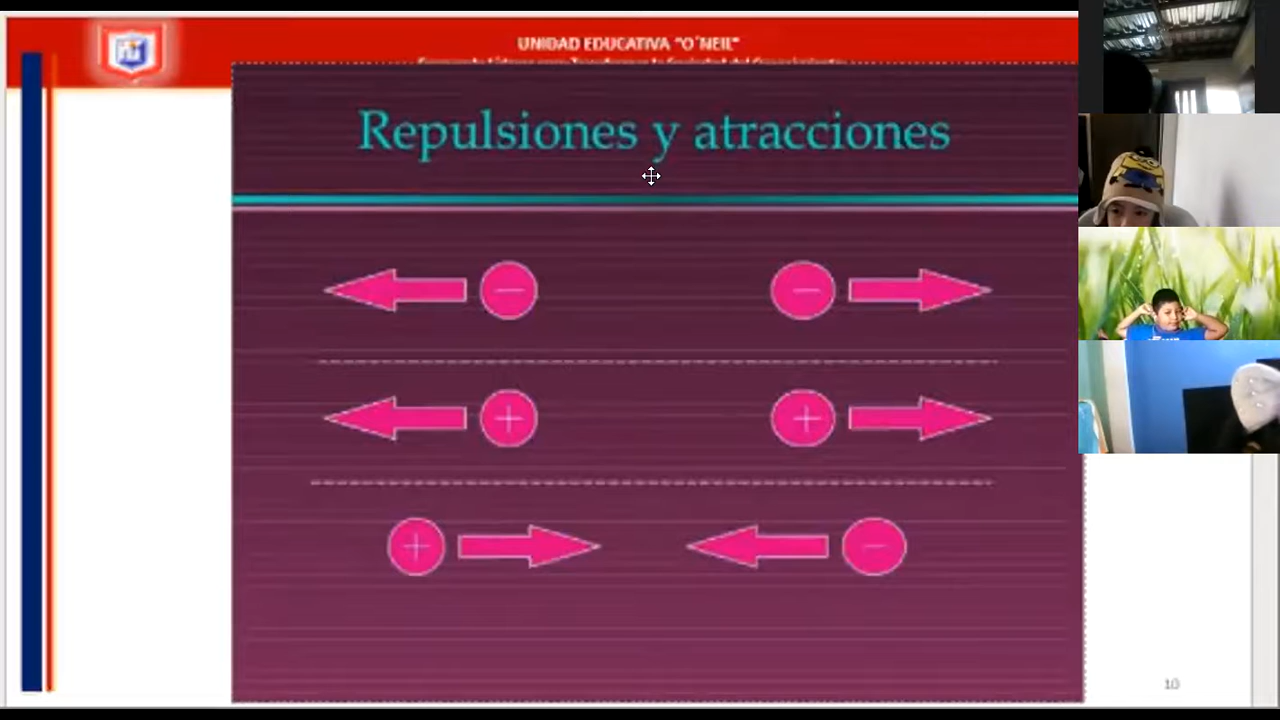 UNIDAD EDUCATIVA "O´NEIL"
Repulsiones y atracciones
− −
+ +
+ −
10